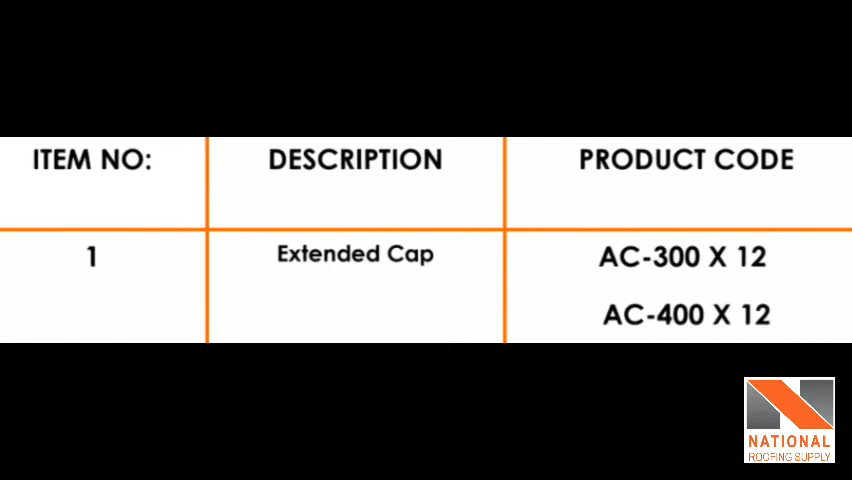 ITEM NO: DESCRIPTION PRODUCT CODE
1 Extended Cap AC-300 X 12
AC-400 X 12
NATIONAL
ROOFING SUPPLY